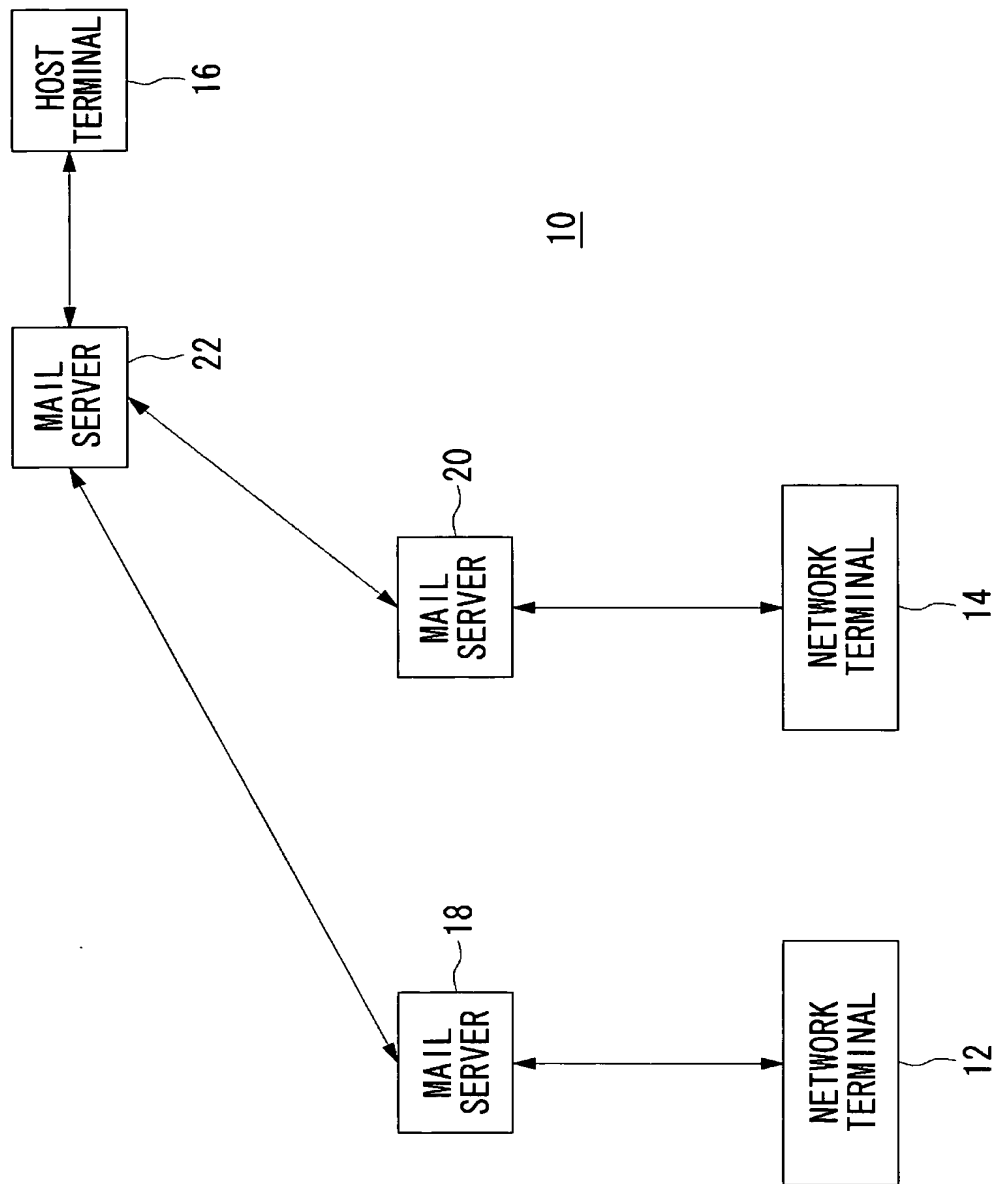 MAIL
SERVER
22
HOST
TERMINAL
16
MAIL
SERVER
18
MAIL
SERVER
20
10
NETWORK
TERMINAL
12
NETWORK
TERMINAL
14